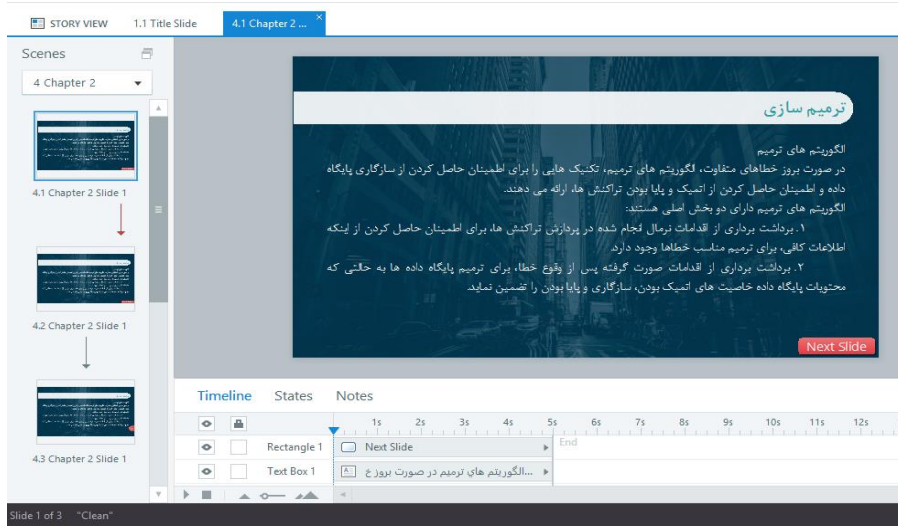 STORY VIEW
1.1 Title Slide
4.1 Chapter 2 ...
Scenes
4 Chapter 2
4.1 Chapter 2 Slide 1
4.2 Chapter 2 Slide 1
4.3 Chapter 2 Slide 1
ترمیم سازی
الگوریتم های ترمیم
در صورت بروز خطاهای متفاوت، الگوریتم های ترمیم، تکنیک هایی را برای اطمینان حاصل کردن از سازگاری پایگاه
داده و اطمینان حاصل کردن از اتمیک و پایا بودن تراکنش ها، ارائه می دهند.
الگوریتم های ترمیم دارای دو بخش اصلی هستند:
۱. برداشت برداری از اقدامات نرمال انجام شده در پردازش تراکنش ها، برای اطمینان حاصل کردن از اینکه
اطلاعات کافی، برای ترمیم مناسب خطاها وجود دارد.
۲. برداشت برداری از اقدامات صورت گرفته پس از وقوع خطا، برای ترمیم پایگاه داده ها به حالتی که
محتویات پایگاه داده خاصیت های اتمیک بودن، سازگاری و پایا بودن را تضمین نماید.
Next Slide
Timeline States Notes
1s 2s 3s 4s 5s 6s 7s 8s 9s 10s 11s 12s
Rectangle 1 Next Slide End
Text Box 1 الگوریتم هاي ترمیم در صورت بروز خ...
Slide 1 of 3 "Clean"